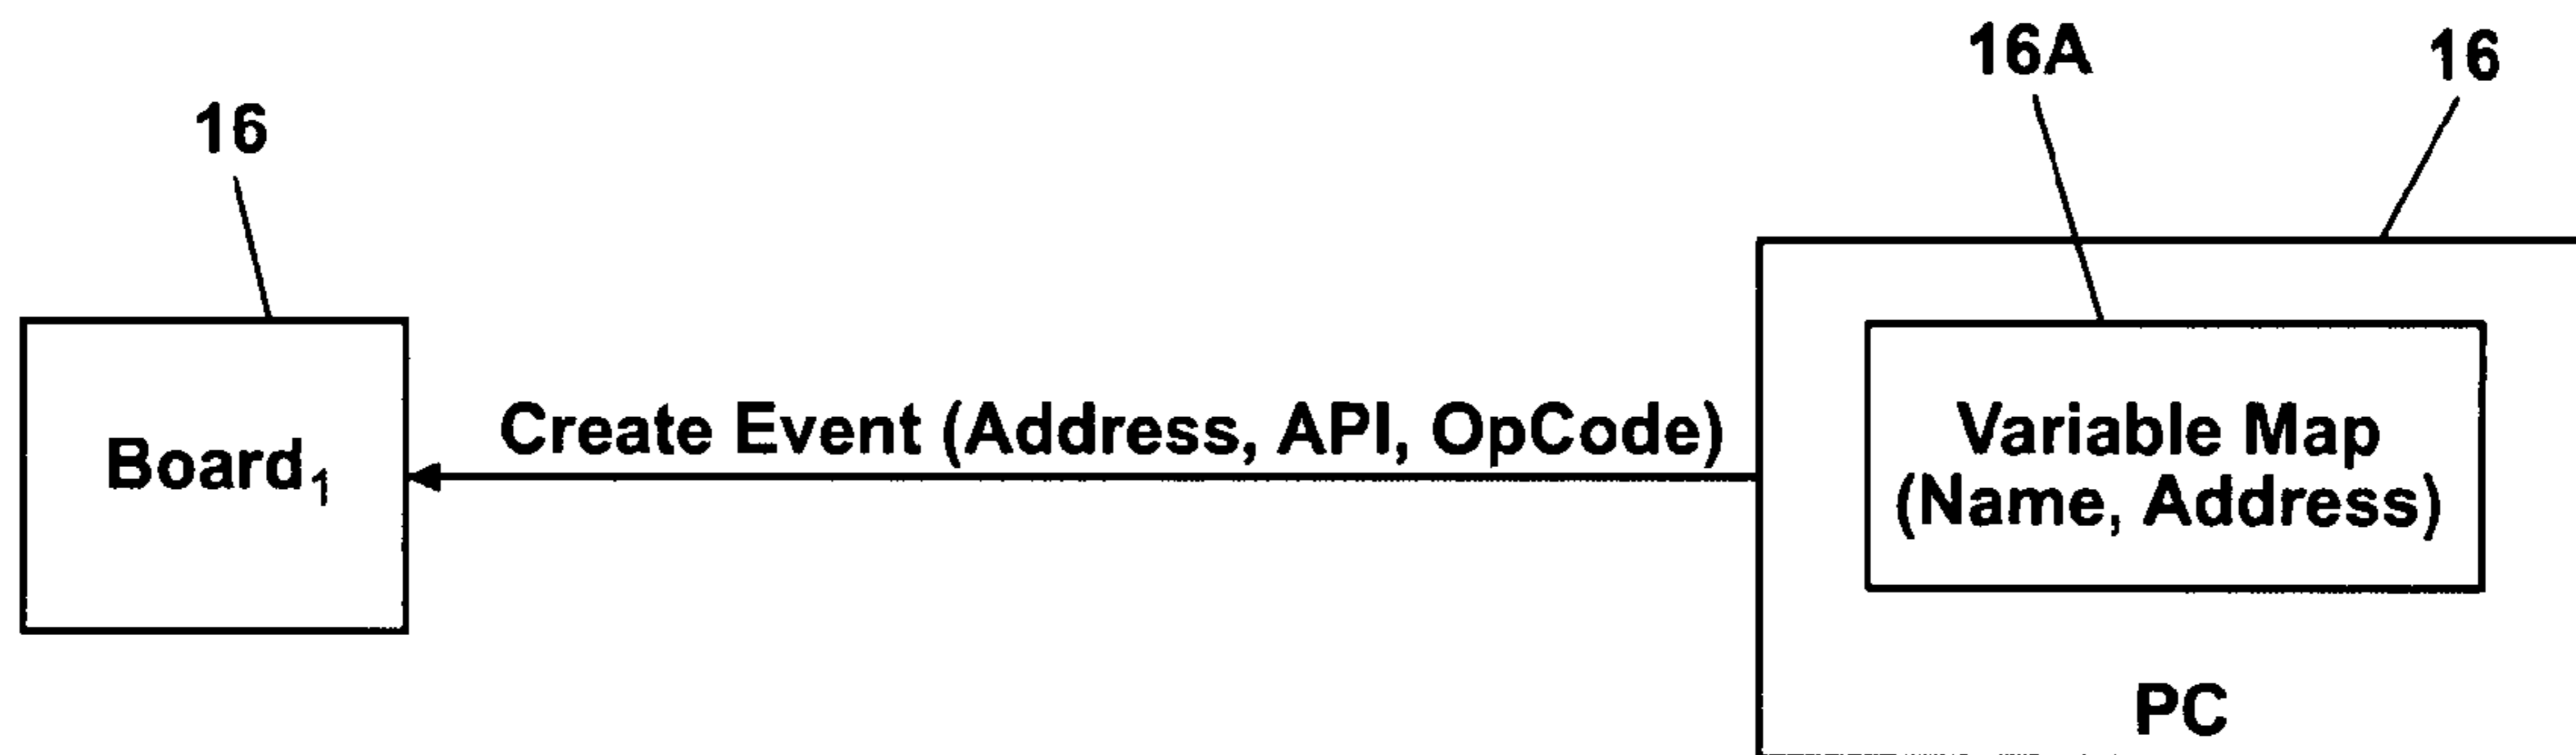 16A
16
16
Create Event (Address, API, OpCode)
Variable Map
(Name, Address)
Board₁
PC